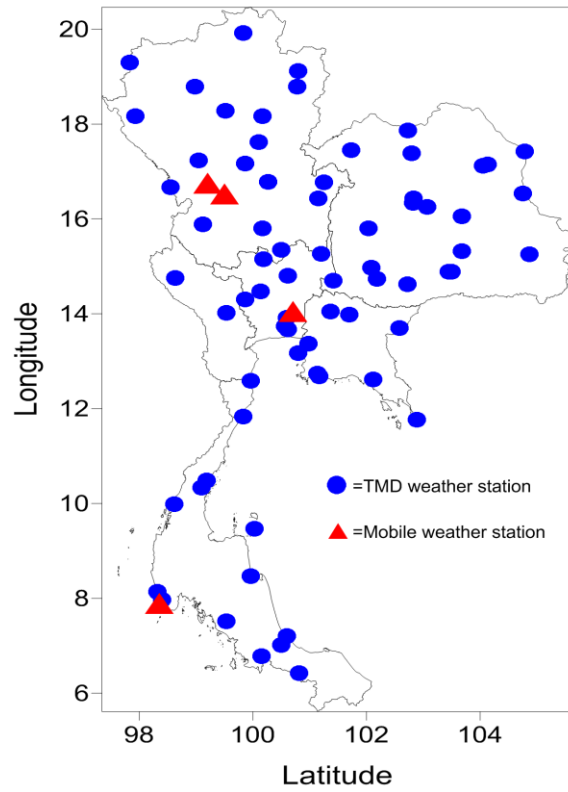 20
18
16
14
12
10
8
6
Longitude
=TMD weather station
=Mobile weather station
98 100 102 104
Latitude